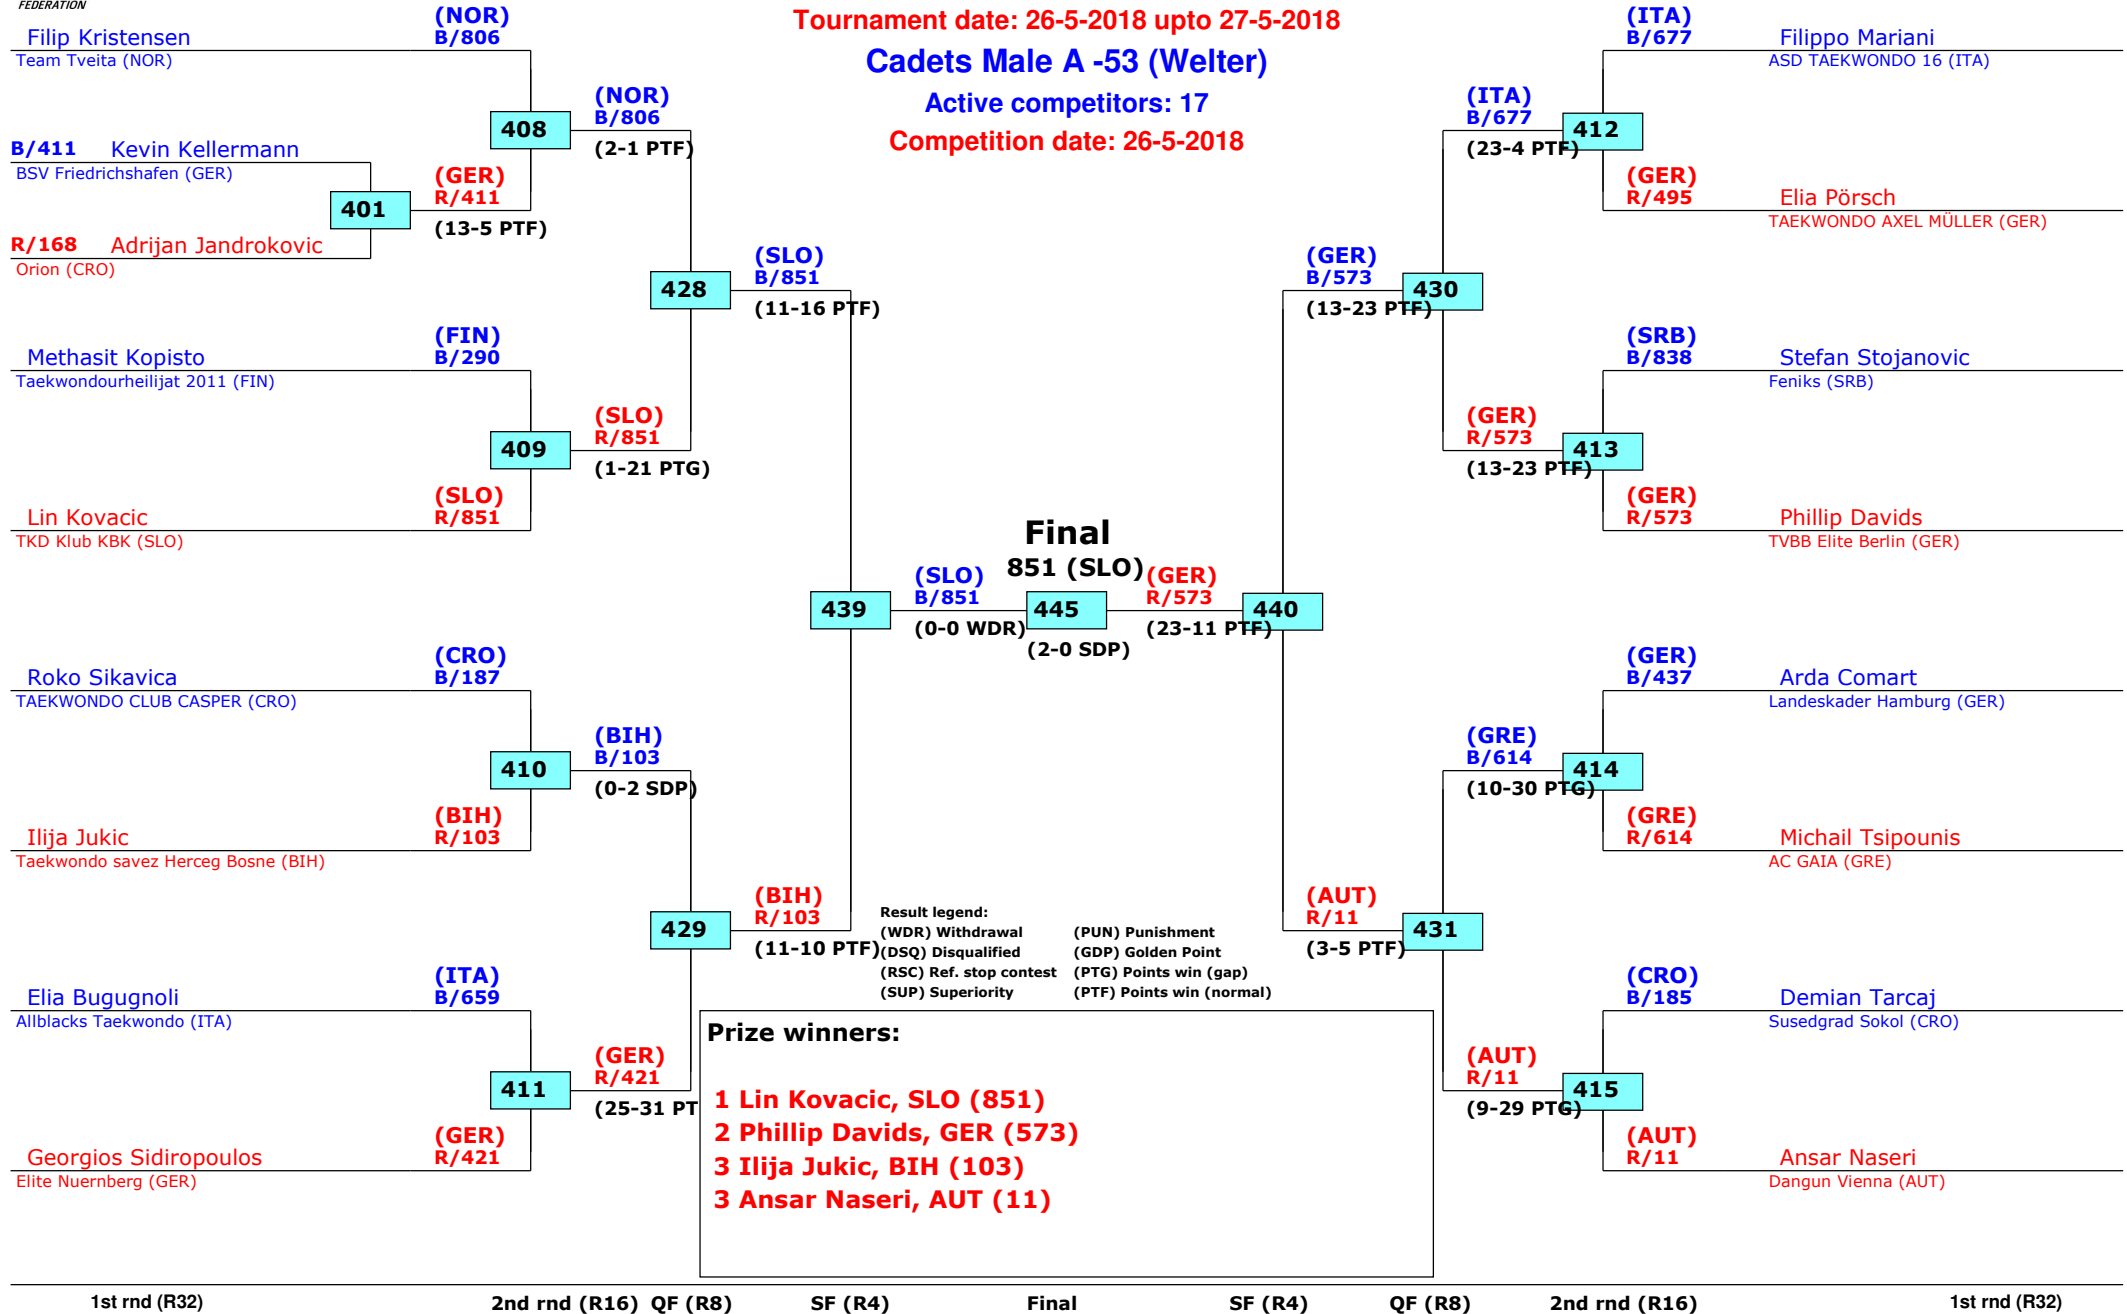 FEDERATION
Tournament date: 26-5-2018 upto 27-5-2018
Cadets Male A -53 (Welter)
Active competitors: 17
Competition date: 26-5-2018
Filip Kristensen
Team Tveita (NOR)
(NOR)
B/806
B/411 Kevin Kellermann
BSV Friedrichshafen (GER)
R/168 Adrijan Jandrokovic
Orion (CRO)
401
(GER)
R/411
(13-5 PTF)
408
(NOR)
B/806
(2-1 PTF)
Methasit Kopisto
Taekwondourheilijat 2011 (FIN)
(FIN)
B/290
Lin Kovacic
TKD Klub KBK (SLO)
(SLO)
R/851
409
(SLO)
R/851
(1-21 PTG)
428
(SLO)
B/851
(11-16 PTF)
Roko Sikavica
TAEKWONDO CLUB CASPER (CRO)
(CRO)
B/187
Ilija Jukic
Taekwondo savez Herceg Bosne (BIH)
(BIH)
R/103
410
(BIH)
B/103
(0-2 SDP)
Elia Bugugnoli
Allblacks Taekwondo (ITA)
(ITA)
B/659
Georgios Sidiropoulos
Elite Nuernberg (GER)
(GER)
R/421
411
(GER)
R/421
(25-31 PT
429
(BIH)
R/103
(11-10 PTF)
439
(SLO)
B/851
(0-0 WDR)
Final
851 (SLO)
445
(2-0 SDP)
(GER)
R/573
(23-11 PTF)
440
(GER)
B/573
(13-23 PTF)
430
(ITA)
B/677
(23-4 PTF)
412
(ITA)
B/677
Filippo Mariani
ASD TAEKWONDO 16 (ITA)
(GER)
R/495
Elia Pörsch
TAEKWONDO AXEL MÜLLER (GER)
(GER)
R/573
(13-23 PTF)
413
(SRB)
B/838
Stefan Stojanovic
Feniks (SRB)
(GER)
R/573
Phillip Davids
TVBB Elite Berlin (GER)
(AUT)
R/11
(3-5 PTF)
431
(GRE)
B/614
(10-30 PTG)
414
(GER)
B/437
Arda Comart
Landeskader Hamburg (GER)
(GRE)
R/614
Michail Tsipounis
AC GAIA (GRE)
(AUT)
R/11
(9-29 PTG)
415
(CRO)
B/185
Demian Tarcaj
Susedgrad Sokol (CRO)
(AUT)
R/11
Ansar Naseri
Dangun Vienna (AUT)
Result legend:
(WDR) Withdrawal (PUN) Punishment
(DSQ) Disqualified (GDP) Golden Point
(RSC) Ref. stop contest (PTG) Points win (gap)
(SUP) Superiority (PTF) Points win (normal)
Prize winners:
1 Lin Kovacic, SLO (851)
2 Phillip Davids, GER (573)
3 Ilija Jukic, BIH (103)
3 Ansar Naseri, AUT (11)
1st rnd (R32) 2nd rnd (R16) QF (R8) SF (R4) Final SF (R4) QF (R8) 2nd rnd (R16) 1st rnd (R32)